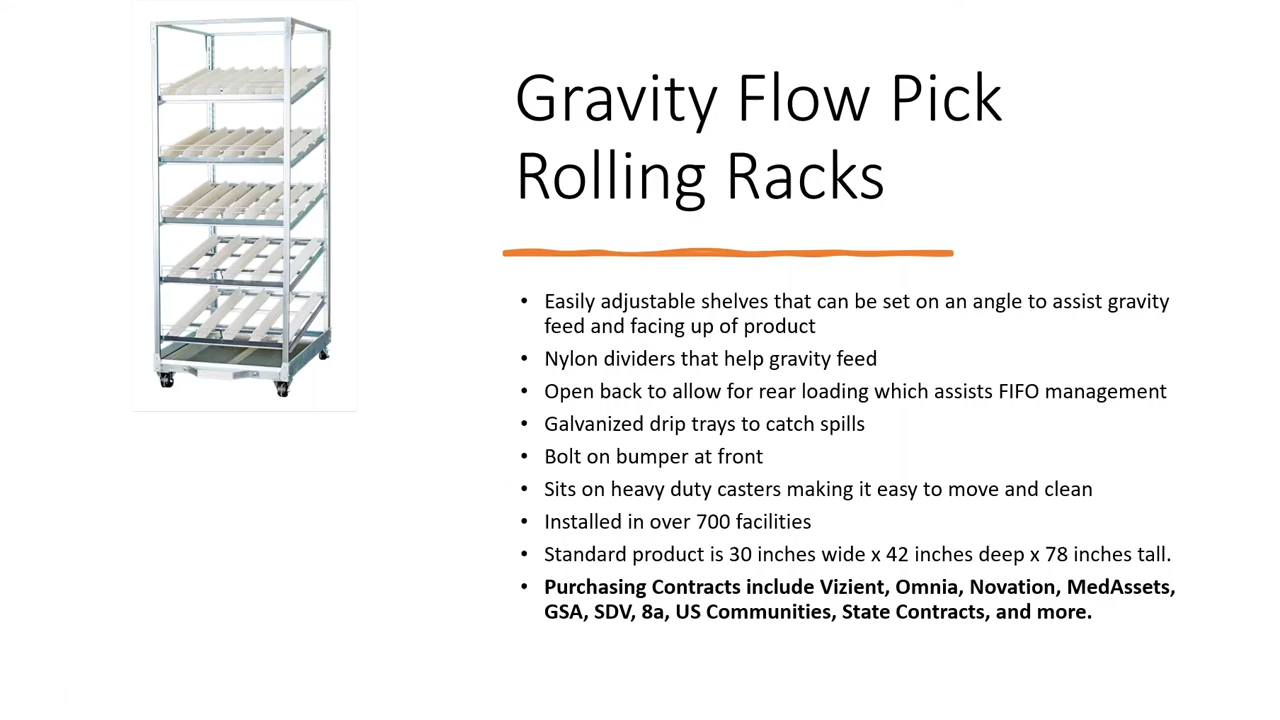 Gravity Flow Pick
Rolling Racks
• Easily adjustable shelves that can be set on an angle to assist gravity
feed and facing up of product
• Nylon dividers that help gravity feed
• Open back to allow for rear loading which assists FIFO management
• Galvanized drip trays to catch spills
• Bolt on bumper at front
• Sits on heavy duty casters making it easy to move and clean
• Installed in over 700 facilities
• Standard product is 30 inches wide x 42 inches deep x 78 inches tall.
• Purchasing Contracts include Vizient, Omnia, Novation, MedAssets,
GSA, SDV, 8a, US Communities, State Contracts, and more.